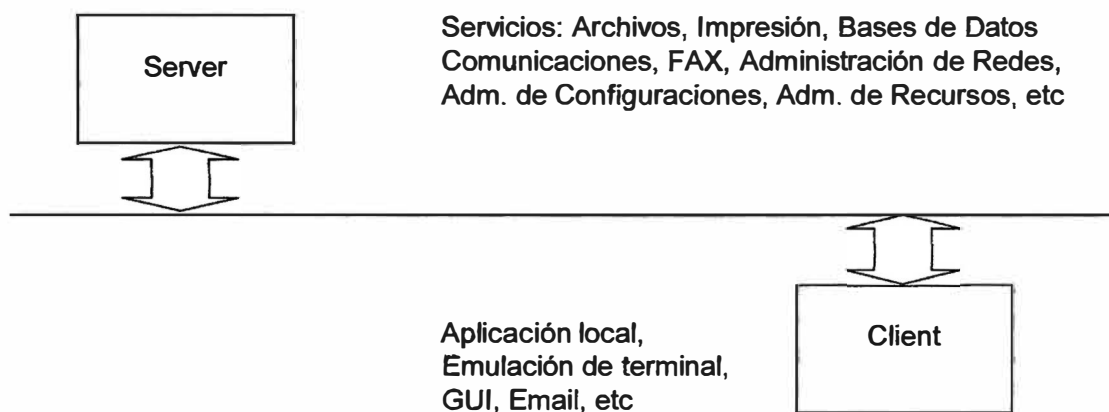 Server
Servicios: Archivos, Impresión, Bases de Datos
Comunicaciones, FAX, Administración de Redes,
Adm. de Configuraciones, Adm. de Recursos, etc
Aplicación local,
Emulación de terminal,
GUI, Email, etc
Client